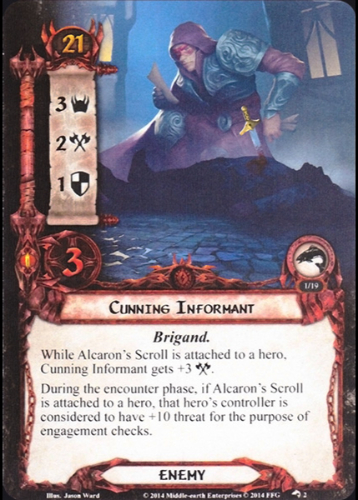 21
3
2
1
3
1/19
CUNNING INFORMANT
Brigand.
While Alcaron's Scroll is attached to a hero,
Cunning Informant gets +3 .
During the encounter phase, if Alcaron's Scroll
is attached to a hero, that hero's controller is
considered to have +10 threat for the purpose of
engagement checks.
ENEMY
Illus. Jason Ward © 2014 Middle-earth Enterprises © 2014 FFG 2